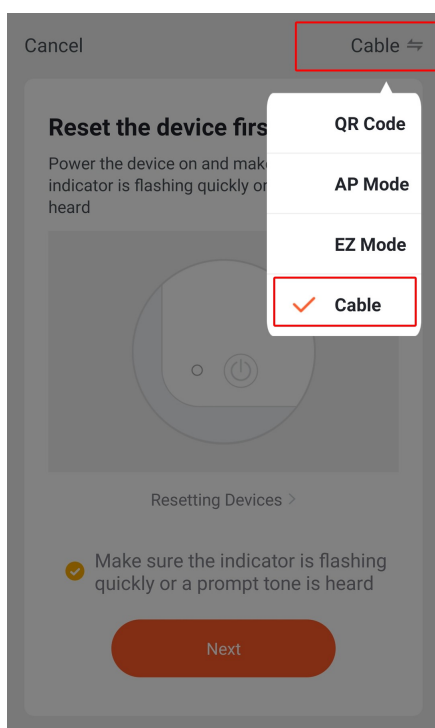 Cancel
Cable
QR Code
AP Mode
EZ Mode
Cable
Reset the device firs
Power the device on and mak
indicator is flashing quickly or
heard
Resetting Devices
Make sure the indicator is flashing
quickly or a prompt tone is heard
Next